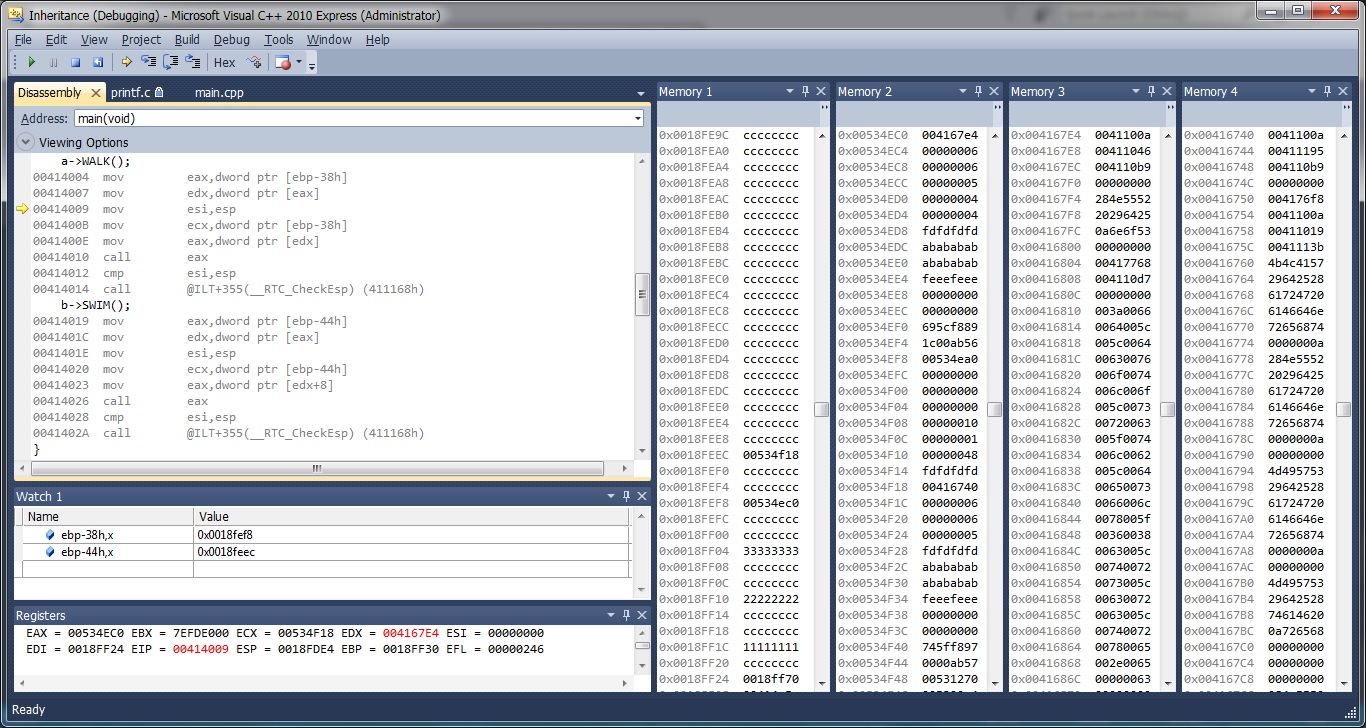 Inheritance (Debugging) - Microsoft Visual C++ 2010 Express (Administrator)
File Edit View Project Build Debug Tools Window Help
Hex
Disassembly printf.c main.cpp
Address: main(void)
Viewing Options
a->WALK();
00414004 mov eax,dword ptr [ebp-38h]
00414007 mov edx,dword ptr [eax]
00414009 mov esi,esp
0041400B mov ecx,dword ptr [ebp-38h]
0041400E mov eax,dword ptr [edx]
00414010 call eax
00414012 cmp esi,esp
00414014 call @ILT+355(__RTC_CheckEsp) (411168h)
b->SWIM();
00414019 mov eax,dword ptr [ebp-44h]
0041401C mov edx,dword ptr [eax]
0041401E mov esi,esp
00414020 mov ecx,dword ptr [ebp-44h]
00414023 mov eax,dword ptr [edx+8]
00414026 call eax
00414028 cmp esi,esp
0041402A call @ILT+355(__RTC_CheckEsp) (411168h)
}
Watch 1
Name Value
ebp-38h,x 0x0018fef8
ebp-44h,x 0x0018feec
Registers
EAX = 00534EC0 EBX = 7EFDE000 ECX = 00534F18 EDX = 004167E4 ESI = 00000000
EDI = 0018FF24 EIP = 00414009 ESP = 0018FDE4 EBP = 0018FF30 EFL = 00000246
Memory 1
0x0018FE9C cccccccc
0x0018FEA0 cccccccc
0x0018FEA4 cccccccc
0x0018FEA8 cccccccc
0x0018FEAC cccccccc
0x0018FEB0 cccccccc
0x0018FEB4 cccccccc
0x0018FEB8 cccccccc
0x0018FEBC cccccccc
0x0018FEC0 cccccccc
0x0018FEC4 cccccccc
0x0018FEC8 cccccccc
0x0018FECC cccccccc
0x0018FED0 cccccccc
0x0018FED4 cccccccc
0x0018FED8 cccccccc
0x0018FEDC cccccccc
0x0018FEE0 cccccccc
0x0018FEE4 cccccccc
0x0018FEE8 cccccccc
0x0018FEEC 00534f18
0x0018FEF0 cccccccc
0x0018FEF4 cccccccc
0x0018FEF8 00534ec0
0x0018FEFC cccccccc
0x0018FF00 cccccccc
0x0018FF04 33333333
0x0018FF08 cccccccc
0x0018FF0C cccccccc
0x0018FF10 22222222
0x0018FF14 cccccccc
0x0018FF18 cccccccc
0x0018FF1C 11111111
0x0018FF20 cccccccc
0x0018FF24 0018ff70
Memory 2
0x00534EC0 004167e4
0x00534EC4 00000006
0x00534EC8 00000006
0x00534ECC 00000005
0x00534ED0 00000004
0x00534ED4 00000004
0x00534ED8 fdfdfdfd
0x00534EDC abababab
0x00534EE0 abababab
0x00534EE4 feeefeee
0x00534EE8 00000000
0x00534EEC 00000000
0x00534EF0 695cf889
0x00534EF4 1c00ab56
0x00534EF8 00534ea0
0x00534EFC 00000000
0x00534F00 00000000
0x00534F04 00000000
0x00534F08 00000010
0x00534F0C 00000001
0x00534F10 00000048
0x00534F14 fdfdfdfd
0x00534F18 00416740
0x00534F1C 00000006
0x00534F20 00000006
0x00534F24 00000005
0x00534F28 fdfdfdfd
0x00534F2C abababab
0x00534F30 abababab
0x00534F34 feeefeee
0x00534F38 00000000
0x00534F3C 00000000
0x00534F40 745ff897
0x00534F44 0000ab57
0x00534F48 00531270
Memory 3
0x004167E4 0041100a
0x004167E8 00411046
0x004167EC 004110b9
0x004167F0 00000000
0x004167F4 284e5552
0x004167F8 20296425
0x004167FC 0a6e6f53
0x00416800 00000000
0x00416804 00417768
0x00416808 004110d7
0x0041680C 00000000
0x00416810 003a0066
0x00416814 0064005c
0x00416818 005c0064
0x0041681C 00630076
0x00416820 006f0074
0x00416824 006c006f
0x00416828 005c0073
0x0041682C 00720063
0x00416830 005f0074
0x00416834 006c0062
0x00416838 005c0064
0x0041683C 00650073
0x00416840 0066006c
0x00416844 0078005f
0x00416848 00360038
0x0041684C 0063005c
0x00416850 00740072
0x00416854 0073005c
0x00416858 00630072
0x0041685C 0063005c
0x00416860 00740072
0x00416864 00780065
0x00416868 002e0065
0x0041686C 00000063
Memory 4
0x00416740 0041100a
0x00416744 00411195
0x00416748 004110b9
0x0041674C 00000000
0x00416750 004176f8
0x00416754 0041100a
0x00416758 00411019
0x0041675C 0041113b
0x00416760 4b4c4157
0x00416764 29642528
0x00416768 61724720
0x0041676C 6146646e
0x00416770 72656874
0x00416774 0000000a
0x00416778 284e5552
0x0041677C 20296425
0x00416780 61724720
0x00416784 6146646e
0x00416788 72656874
0x0041678C 0000000a
0x00416790 00000000
0x00416794 4d495753
0x00416798 29642528
0x0041679C 61724720
0x004167A0 6146646e
0x004167A4 72656874
0x004167A8 0000000a
0x004167AC 00000000
0x004167B0 4d495753
0x004167B4 29642528
0x004167B8 74614620
0x004167BC 0a726568
0x004167C0 00000000
0x004167C4 00000000
0x004167C8 00000000
Ready